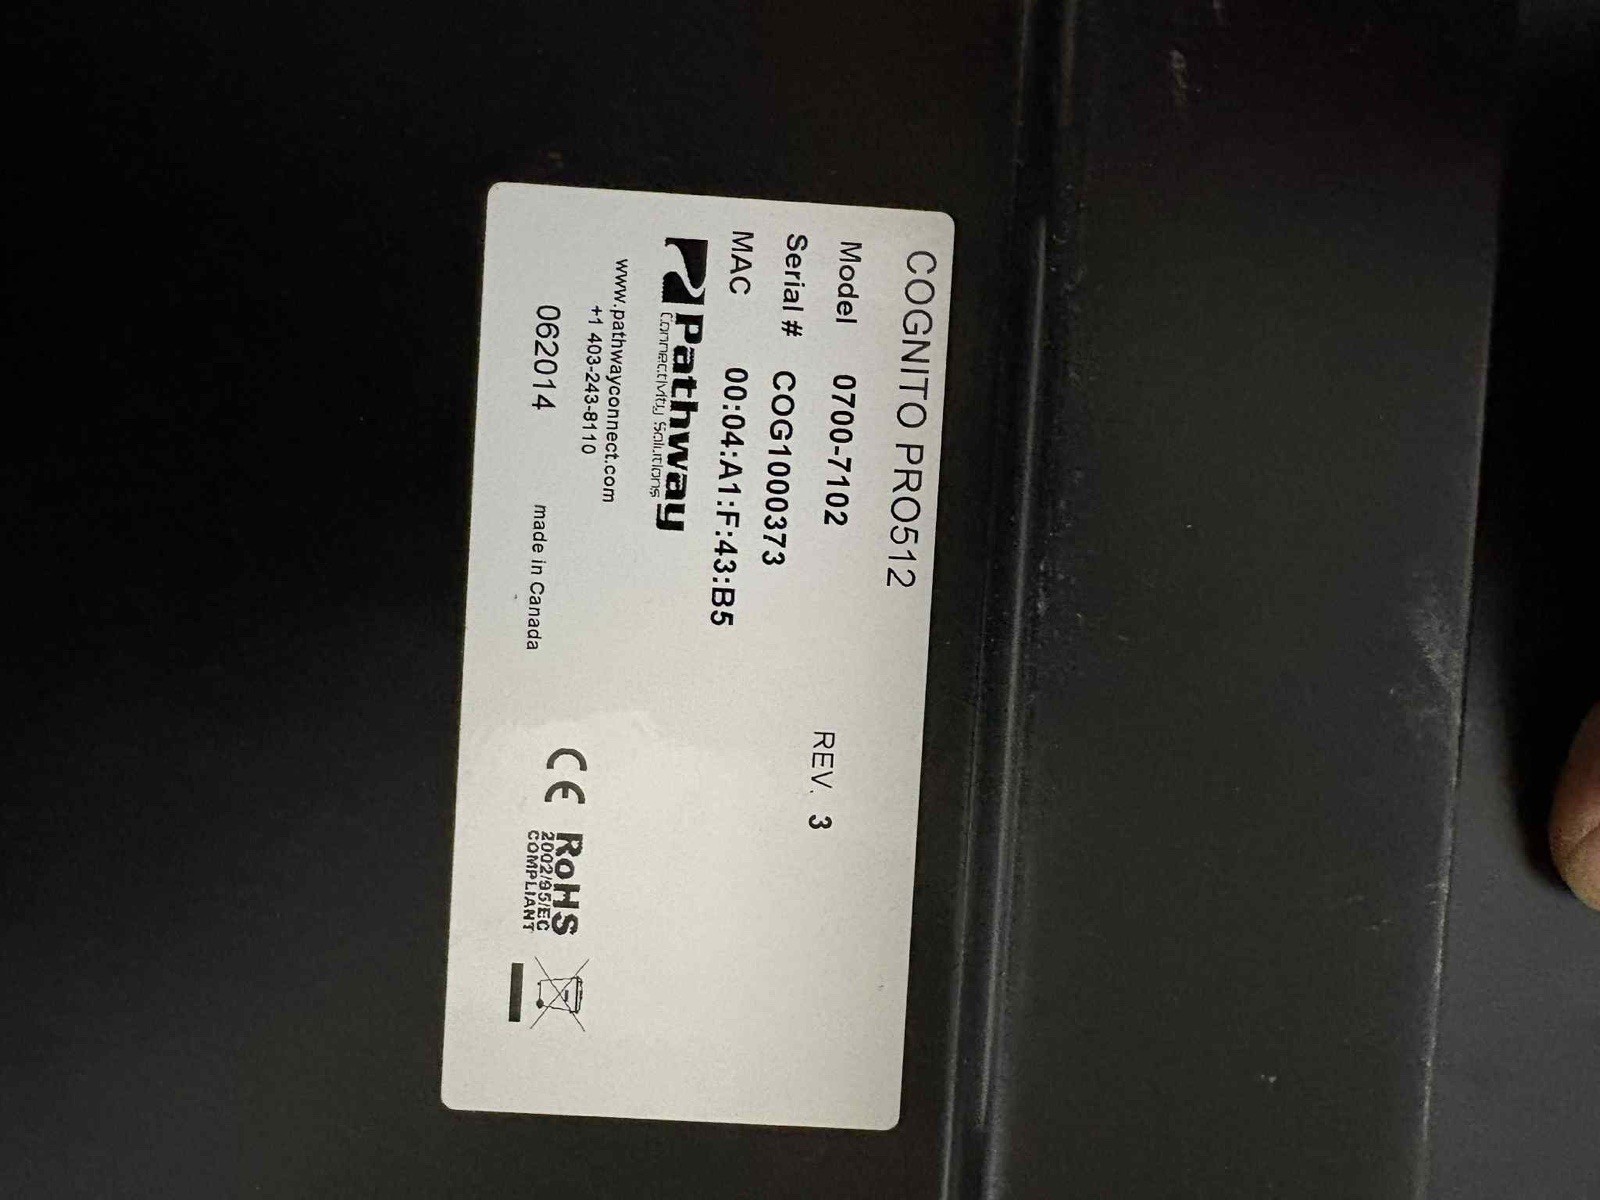 COGNITO PRO512
Model 0700-7102 REV. 3
Serial # COG1000373
MAC 00:04:A1:F:43:B5
Pathway
Connectivity Solutions
www.pathwayconnect.com
+1 403-243-8110
062014 made in Canada
CE RoHS
2002/95/EC
COMPLIANT